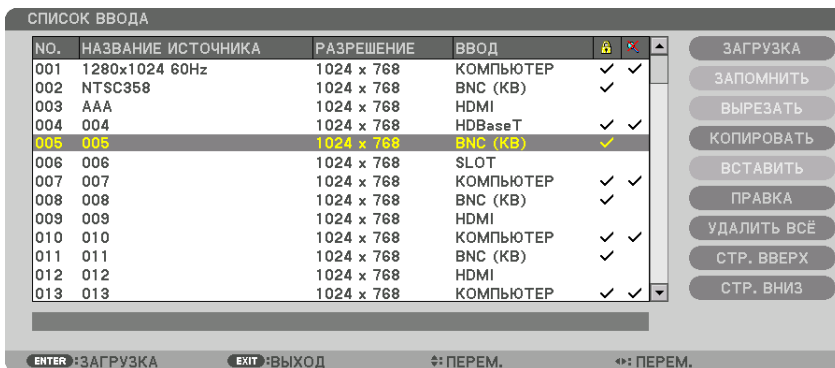 СПИСОК ВВОДА
NO. НАЗВАНИЕ ИСТОЧНИКА РАЗРЕШЕНИЕ ВВОД
001 1280x1024 60Hz 1024 x 768 КОМПЬЮТЕР ✓ ✓
002 NTSC358 1024 x 768 BNC (КВ) ✓
003 AAA 1024 x 768 HDMI
004 004 1024 x 768 HDBaseT ✓ ✓
005 005 1024 x 768 BNC (КВ) ✓
006 006 1024 x 768 SLOT
007 007 1024 x 768 КОМПЬЮТЕР ✓ ✓
008 008 1024 x 768 BNC (КВ) ✓
009 009 1024 x 768 HDMI
010 010 1024 x 768 КОМПЬЮТЕР ✓ ✓
011 011 1024 x 768 BNC (КВ) ✓
012 012 1024 x 768 HDMI
013 013 1024 x 768 КОМПЬЮТЕР ✓ ✓
ЗАГРУЗКА
ЗАПОМНИТЬ
ВЫРЕЗАТЬ
КОПИРОВАТЬ
ВСТАВИТЬ
ПРАВКА
УДАЛИТЬ ВСЁ
СТР. ВВЕРХ
СТР. ВНИЗ
ENTER :ЗАГРУЗКА EXIT :ВЫХОД :ПЕРЕМ. :ПЕРЕМ.